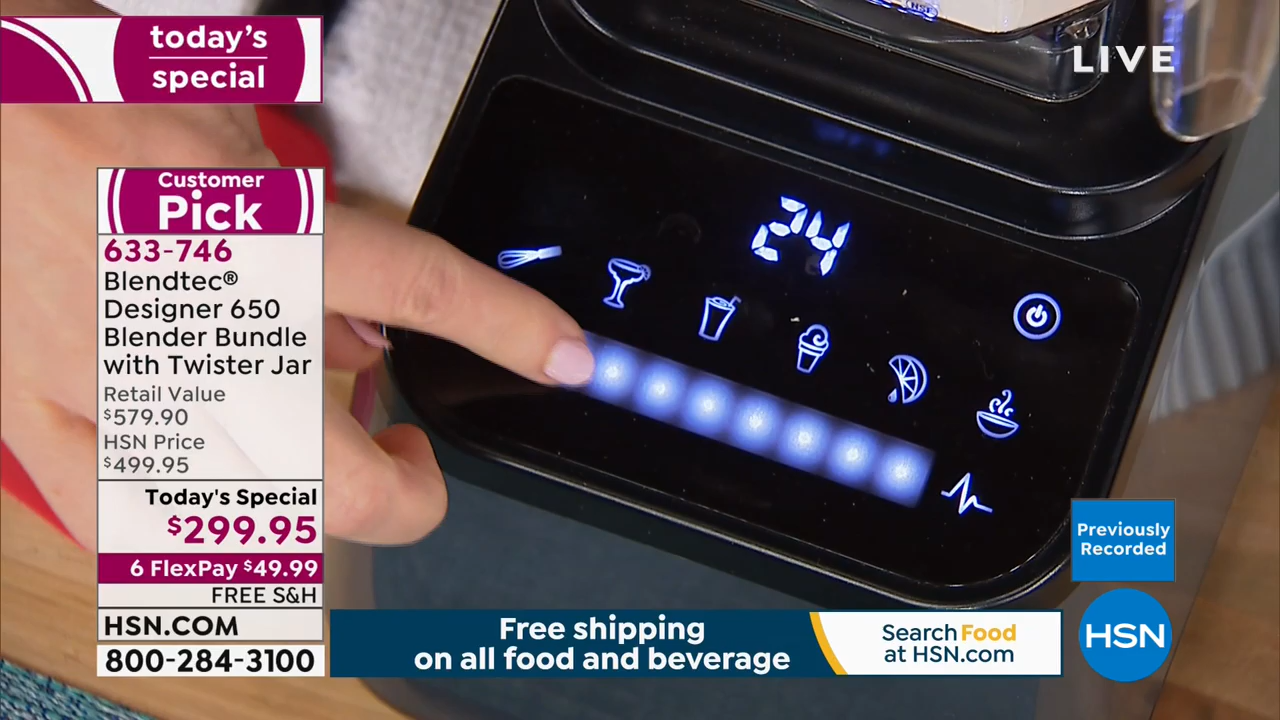 today's
special
LIVE
Customer
Pick
633-746
Blendtec®
Designer 650
Blender Bundle
with Twister Jar
Retail Value
$579.90
HSN Price
$499.95
Today's Special
$299.95
6 FlexPay $49.99
FREE S&H
HSN.COM
800-284-3100
24
Previously
Recorded
Free shipping
on all food and beverage
Search Food
at HSN.com
HSN